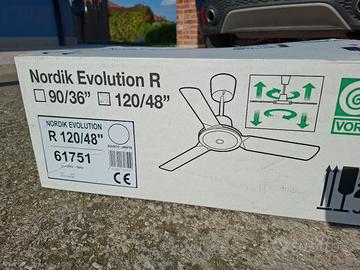 Nordik Evolution R
90/36" 120/48"
NORDIK EVOLUTION
R 120/48"
61751
CE
VOR